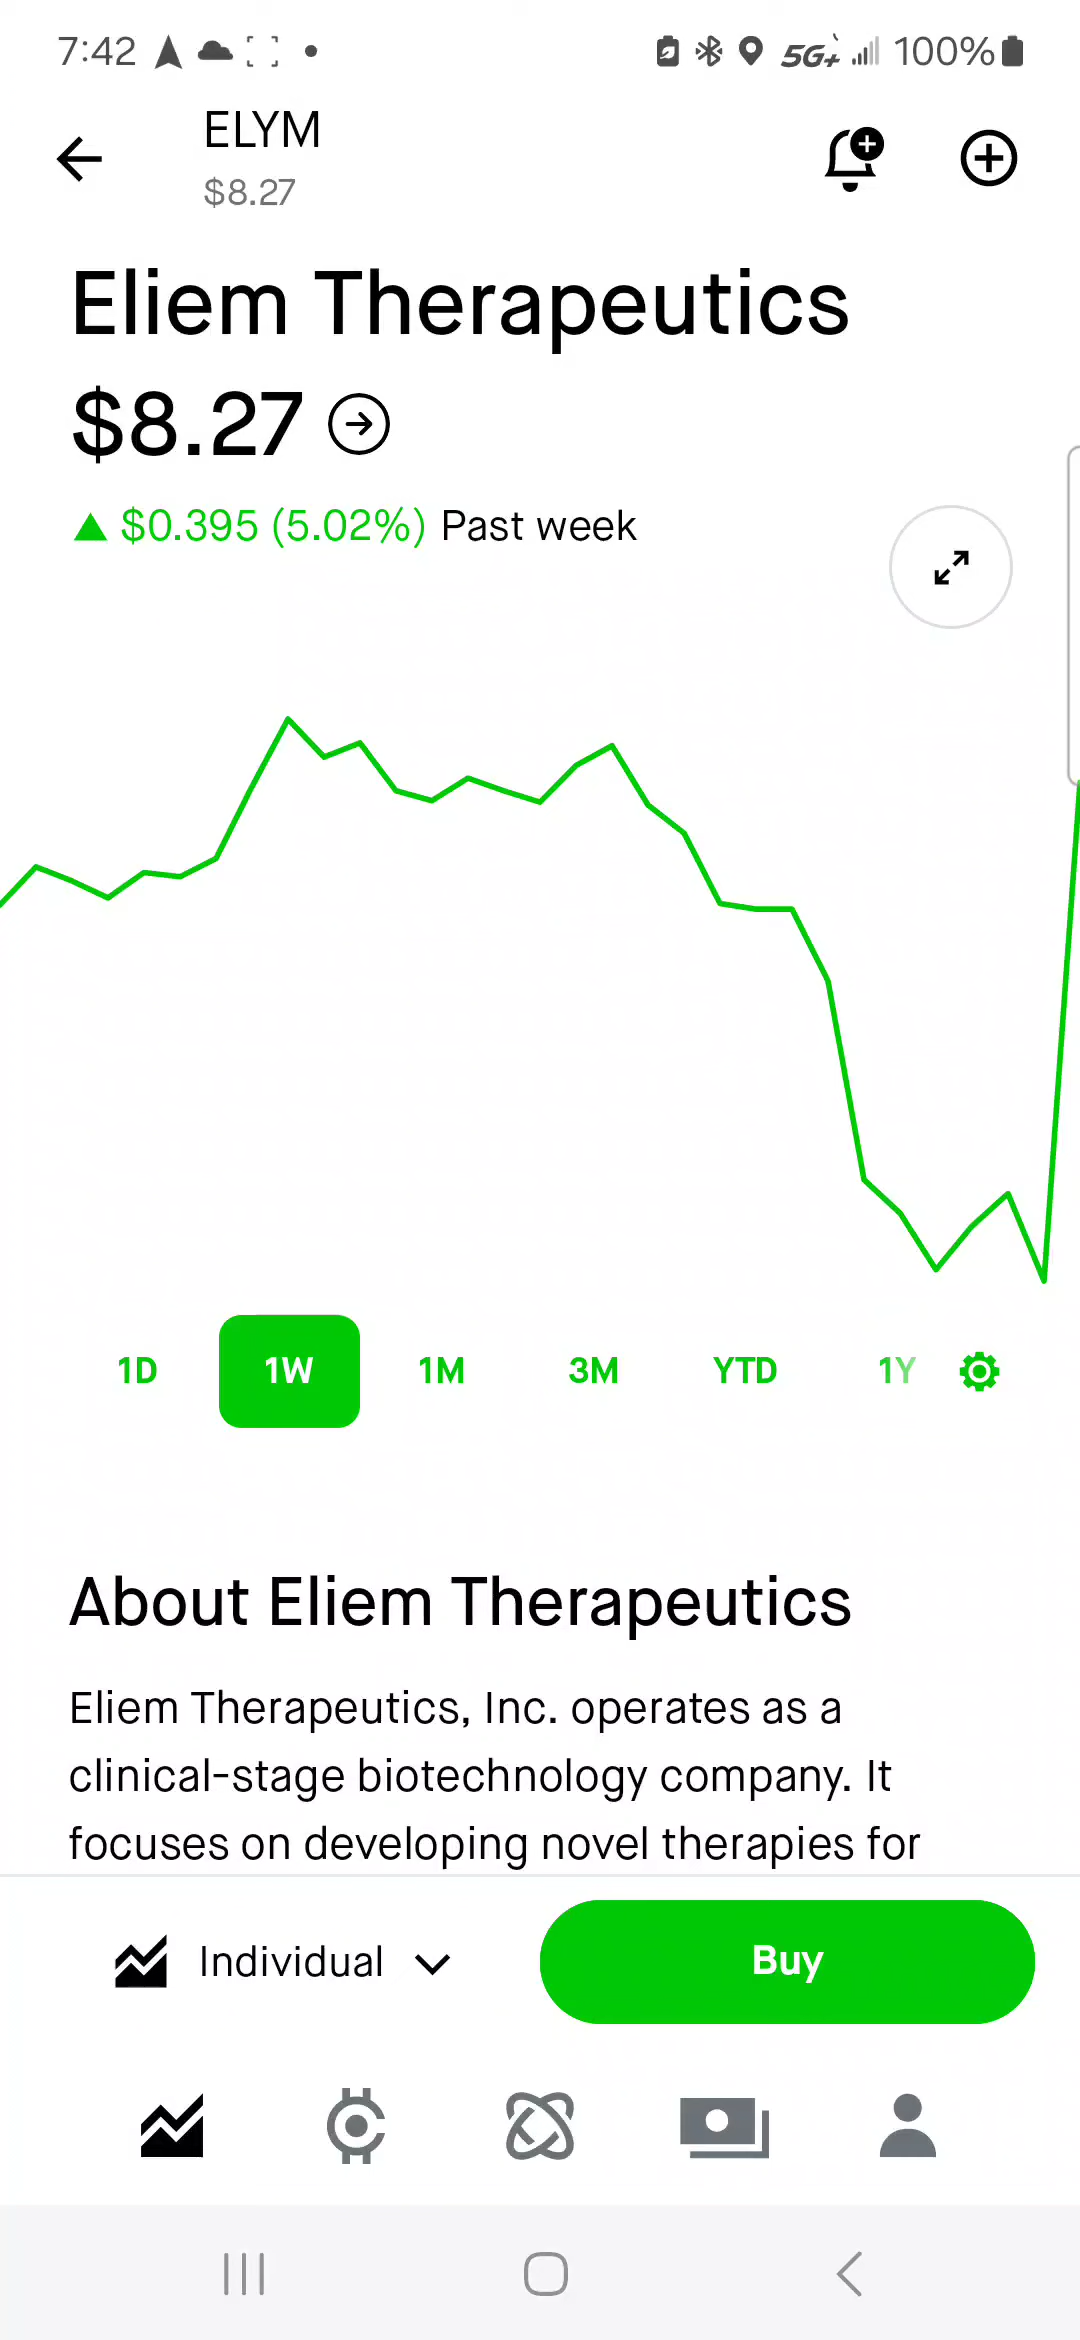 7:42 5G+ 100%
ELYM
$8.27
Eliem Therapeutics
$8.27
$0.395 (5.02%) Past week
1D 1W 1M 3M YTD 1Y
About Eliem Therapeutics
Eliem Therapeutics, Inc. operates as a
clinical-stage biotechnology company. It
focuses on developing novel therapies for
Individual
Buy